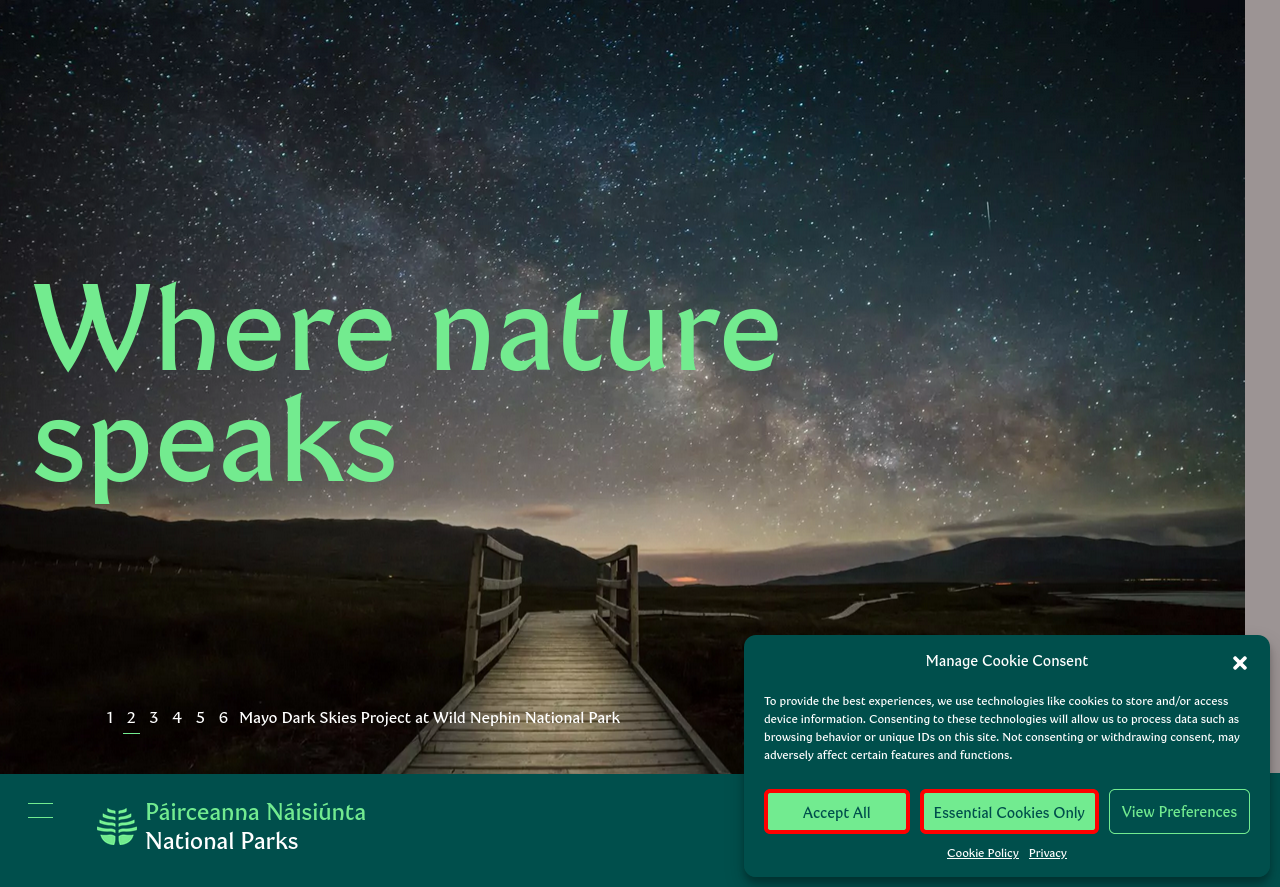 Where nature
speaks
1 2 3 4 5 6 Mayo Dark Skies Project at Wild Nephin National Park
Páirceanna Náisiúnta
National Parks
Manage Cookie Consent
To provide the best experiences, we use technologies like cookies to store and/or access
device information. Consenting to these technologies will allow us to process data such as
browsing behavior or unique IDs on this site. Not consenting or withdrawing consent, may
adversely affect certain features and functions.
Accept All
Essential Cookies Only
View Preferences
Cookie Policy Privacy